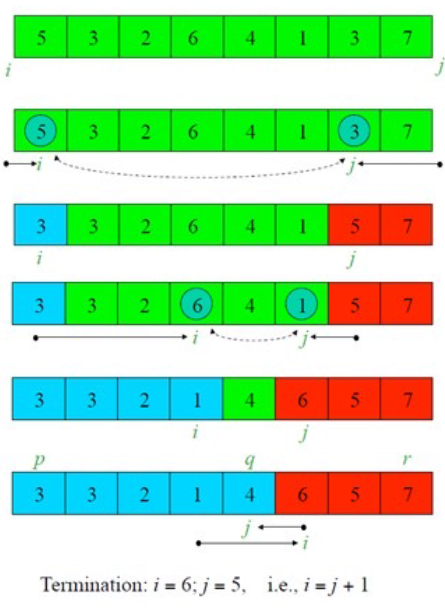 5 3 2 6 4 1 3 7
i j
5 3 2 6 4 1 3 7
i j
3 3 2 6 4 1 5 7
i j
3 3 2 6 4 1 5 7
i j
3 3 2 1 4 6 5 7
i j
p q r
3 3 2 1 4 6 5 7
j i
Termination: i = 6; j = 5, i.e., i = j + 1